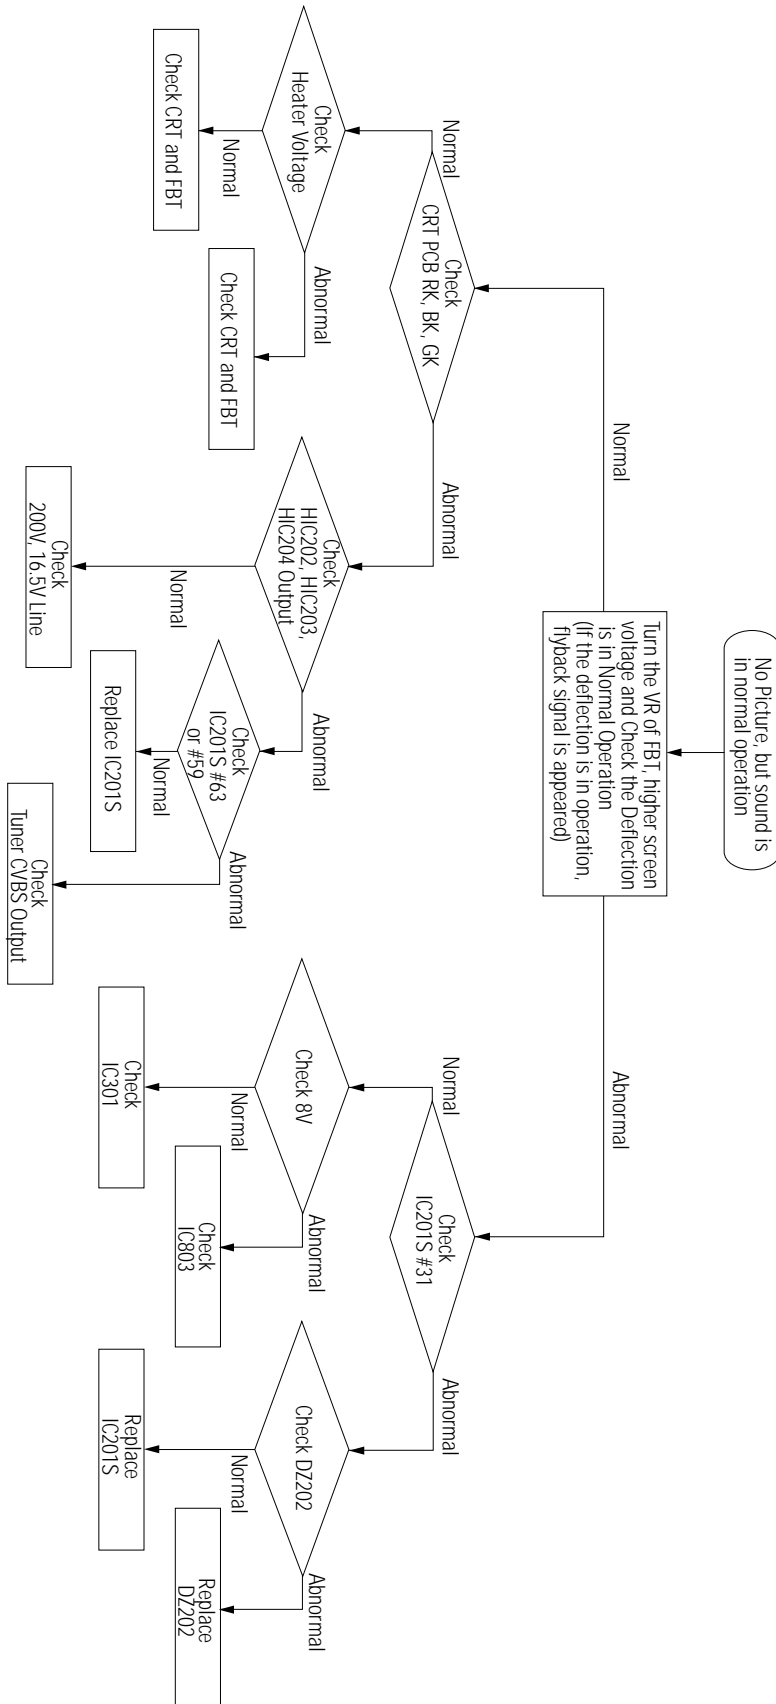 No Picture, but sound is
in normal operation
Turn the VR of FBT, higher screen
voltage and Check the Deflection
is in Normal Operation
(If the deflection is in operation,
flyback signal is appeared)
Normal
Abnormal
Check
CRT PCB RK, BK, GK
Normal
Abnormal
Check
IC201S #31
Normal
Abnormal
Check
Heater Voltage
Normal
Abnormal
Check
HIC202, HIC203,
HIC204 Output
Normal
Abnormal
Check 8V
Normal
Abnormal
Check DZ202
Normal
Abnormal
Check CRT and FBT
Check CRT and FBT
Check
200V, 16.5V Line
Check
IC201S #63
or #59
Normal
Abnormal
Replace IC201S
Check
Tuner CVBS Output
Check
IC301
Check
IC803
Replace
IC201S
Replace
DZ202